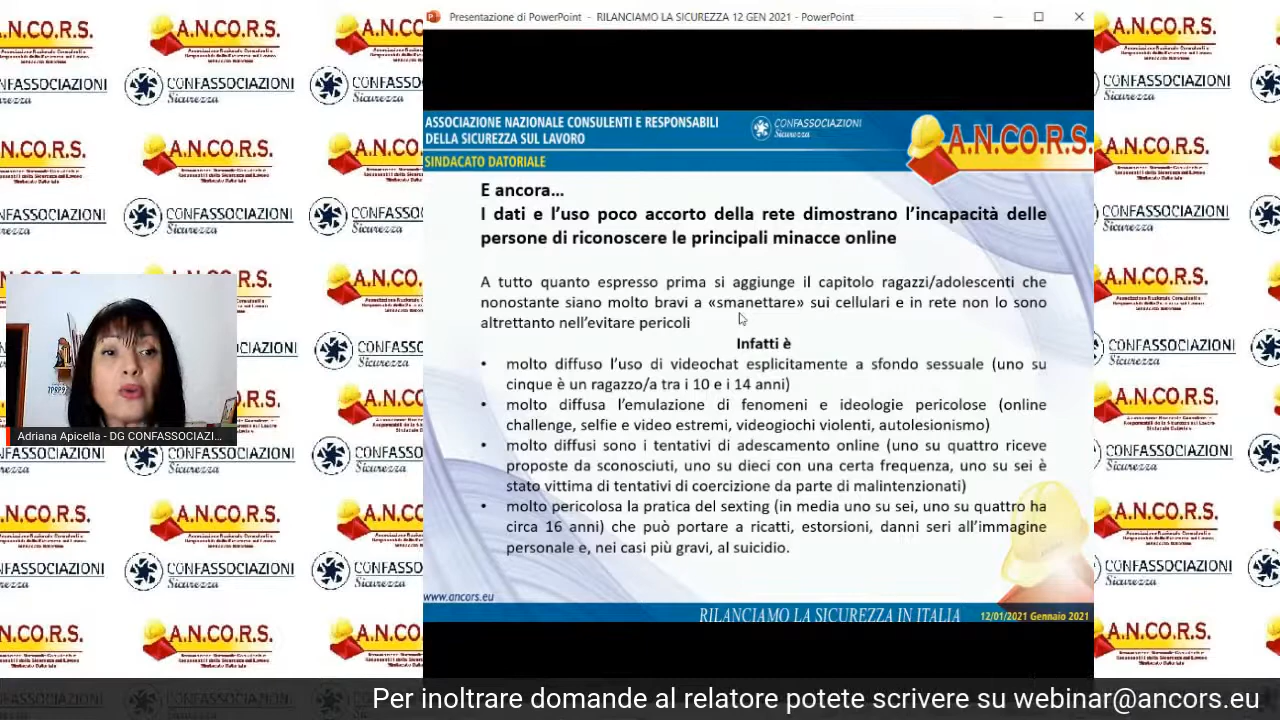 Presentazione di PowerPoint - RILANCIAMO LA SICUREZZA 12 GEN 2021 - PowerPoint
ASSOCIAZIONE NAZIONALE CONSULENTI E RESPONSABILI
DELLA SICUREZZA SUL LAVORO
SINDACATO DATORIALE
CONFASSOCIAZIONI
Sicurezza
A.N.CO.R.S.
E ancora...
I dati e l'uso poco accorto della rete dimostrano l'incapacità delle
persone di riconoscere le principali minacce online
A tutto quanto espresso prima si aggiunge il capitolo ragazzi/adolescenti che
nonostante siano molto bravi a «smanettare» sui cellulari e in rete non lo sono
altrettanto nell'evitare pericoli
Infatti è
• molto diffuso l'uso di videochat esplicitamente a sfondo sessuale (uno su
cinque è un ragazzo/a tra i 10 e i 14 anni)
• molto diffusa l'emulazione di fenomeni e ideologie pericolose (online
challenge, selfie e video estremi, videogiochi violenti, autolesionismo)
• molto diffusi sono i tentativi di adescamento online (uno su quattro riceve
proposte da sconosciuti, uno su dieci con una certa frequenza, uno su sei è
stato vittima di tentativi di coercizione da parte di malintenzionati)
• molto pericolosa la pratica del sexting (in media uno su sei, uno su quattro ha
circa 16 anni) che può portare a ricatti, estorsioni, danni seri all'immagine
personale e, nei casi più gravi, al suicidio.
www.ancors.eu
RILANCIAMO LA SICUREZZA IN ITALIA
12/01/2021 Gennaio 2021
Adriana Apicella - DG CONFASSOCIAZI...
Per inoltrare domande al relatore potete scrivere su webinar@ancors.eu